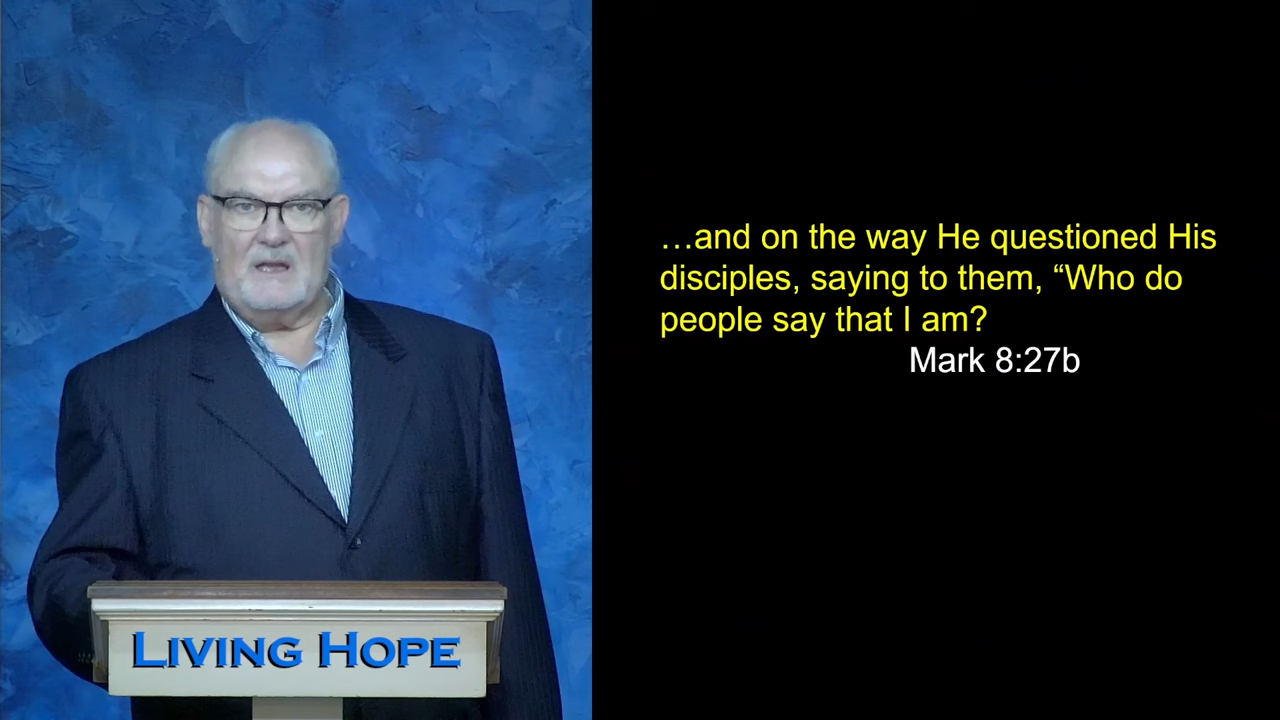 …and on the way He questioned His
disciples, saying to them, “Who do
people say that I am?
Mark 8:27b
LIVING HOPE